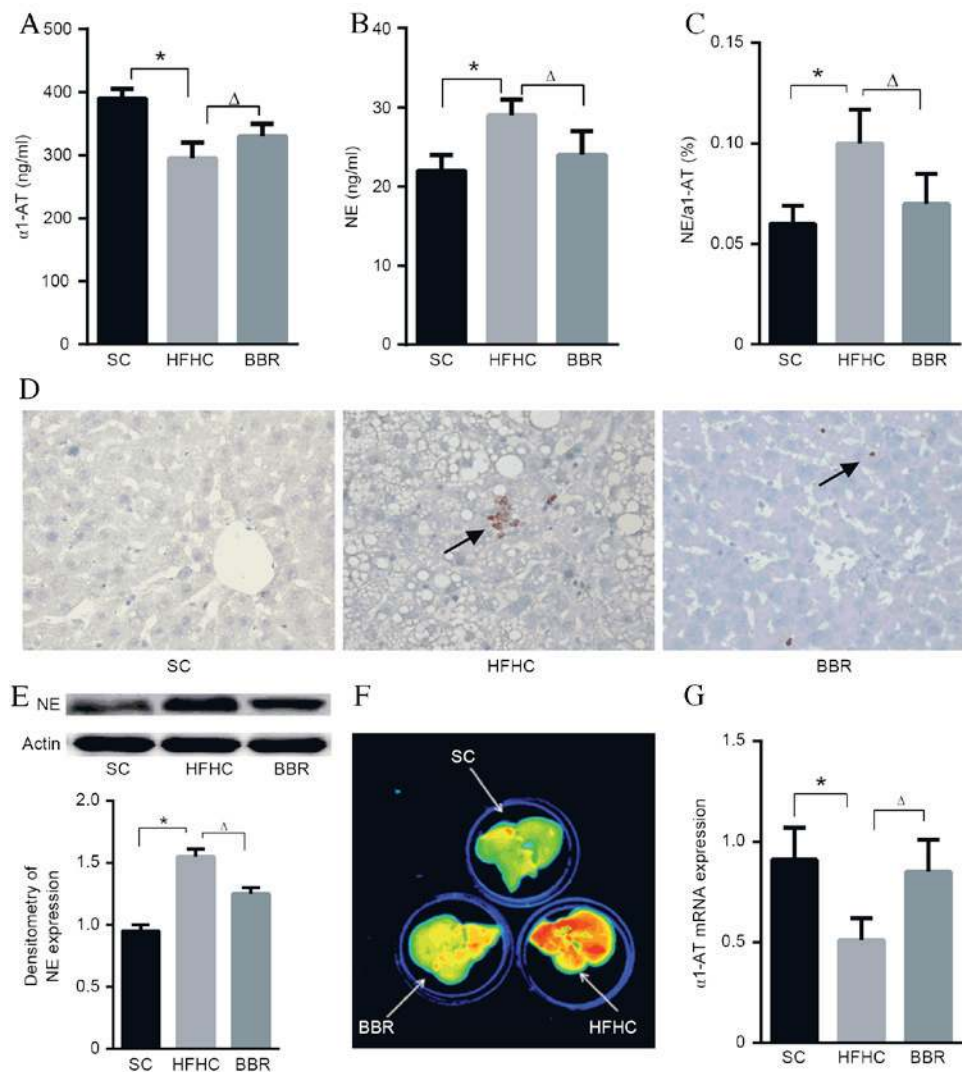 A
α1-AT (ng/ml)
500
400
300
200
100
0
*
Δ
SC HFHC BBR
B
NE (ng/ml)
40
30
20
10
0
*
Δ
SC HFHC BBR
C
NE/a1-AT (%)
0.15
0.10
0.05
0
*
Δ
SC HFHC BBR
D
SC HFHC BBR
E
NE
Actin
SC HFHC BBR
Densitometry of
NE expression
2.0
1.5
1.0
0.5
0
*
Δ
SC HFHC BBR
F
SC
BBR
HFHC
G
α1-AT mRNA expression
1.5
1.0
0.5
0
*
Δ
SC HFHC BBR